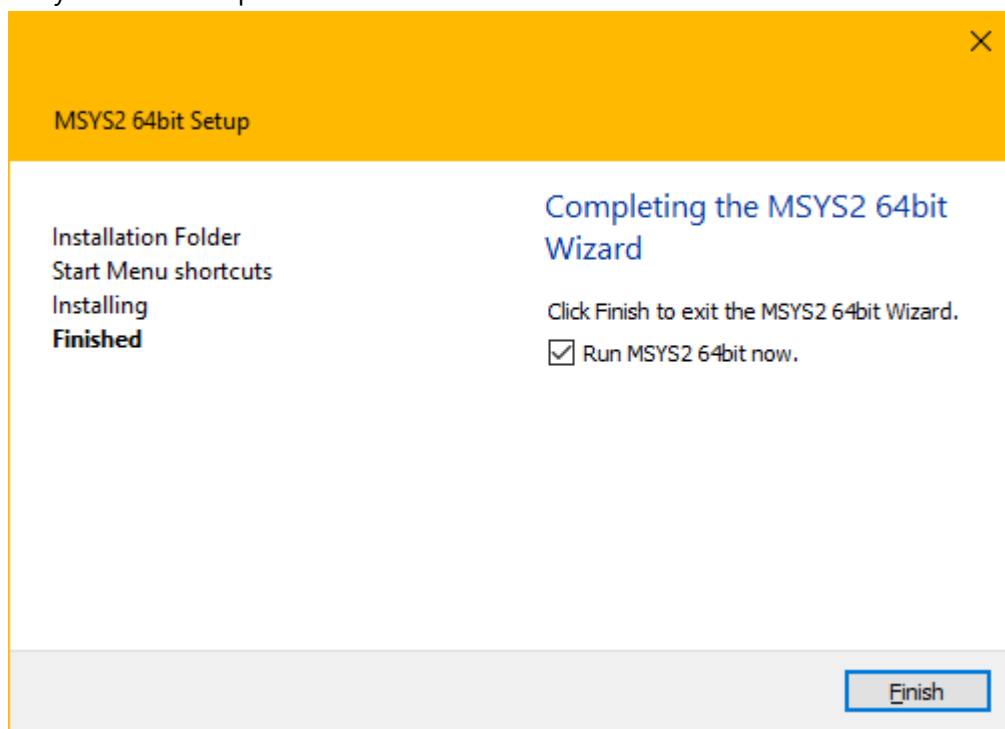 MSYS2 64bit Setup
Installation Folder
Start Menu shortcuts
Installing
Finished
Completing the MSYS2 64bit
Wizard
Click Finish to exit the MSYS2 64bit Wizard.
Run MSYS2 64bit now.
Finish